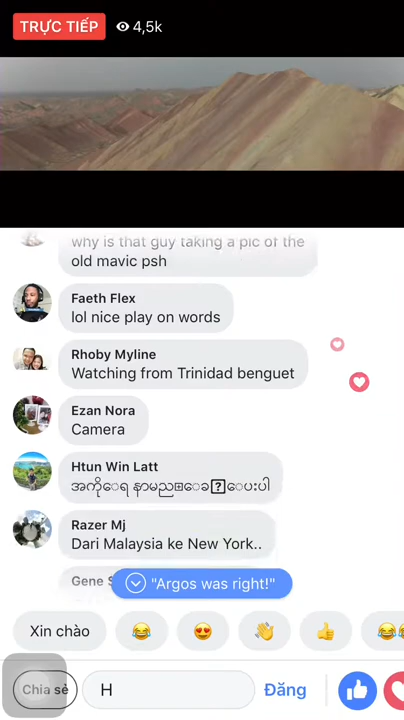 TRỰC TIẾP 4,5k
why is that guy taking a pic of the
old mavic psh
Faeth Flex
lol nice play on words
Rhoby Myline
Watching from Trinidad benguet
Ezan Nora
Camera
Htun Win Latt
Razer Mj
Dari Malaysia ke New York..
Gene
"Argos was right!"
Xin chào
Chia sẻ
H
Đăng